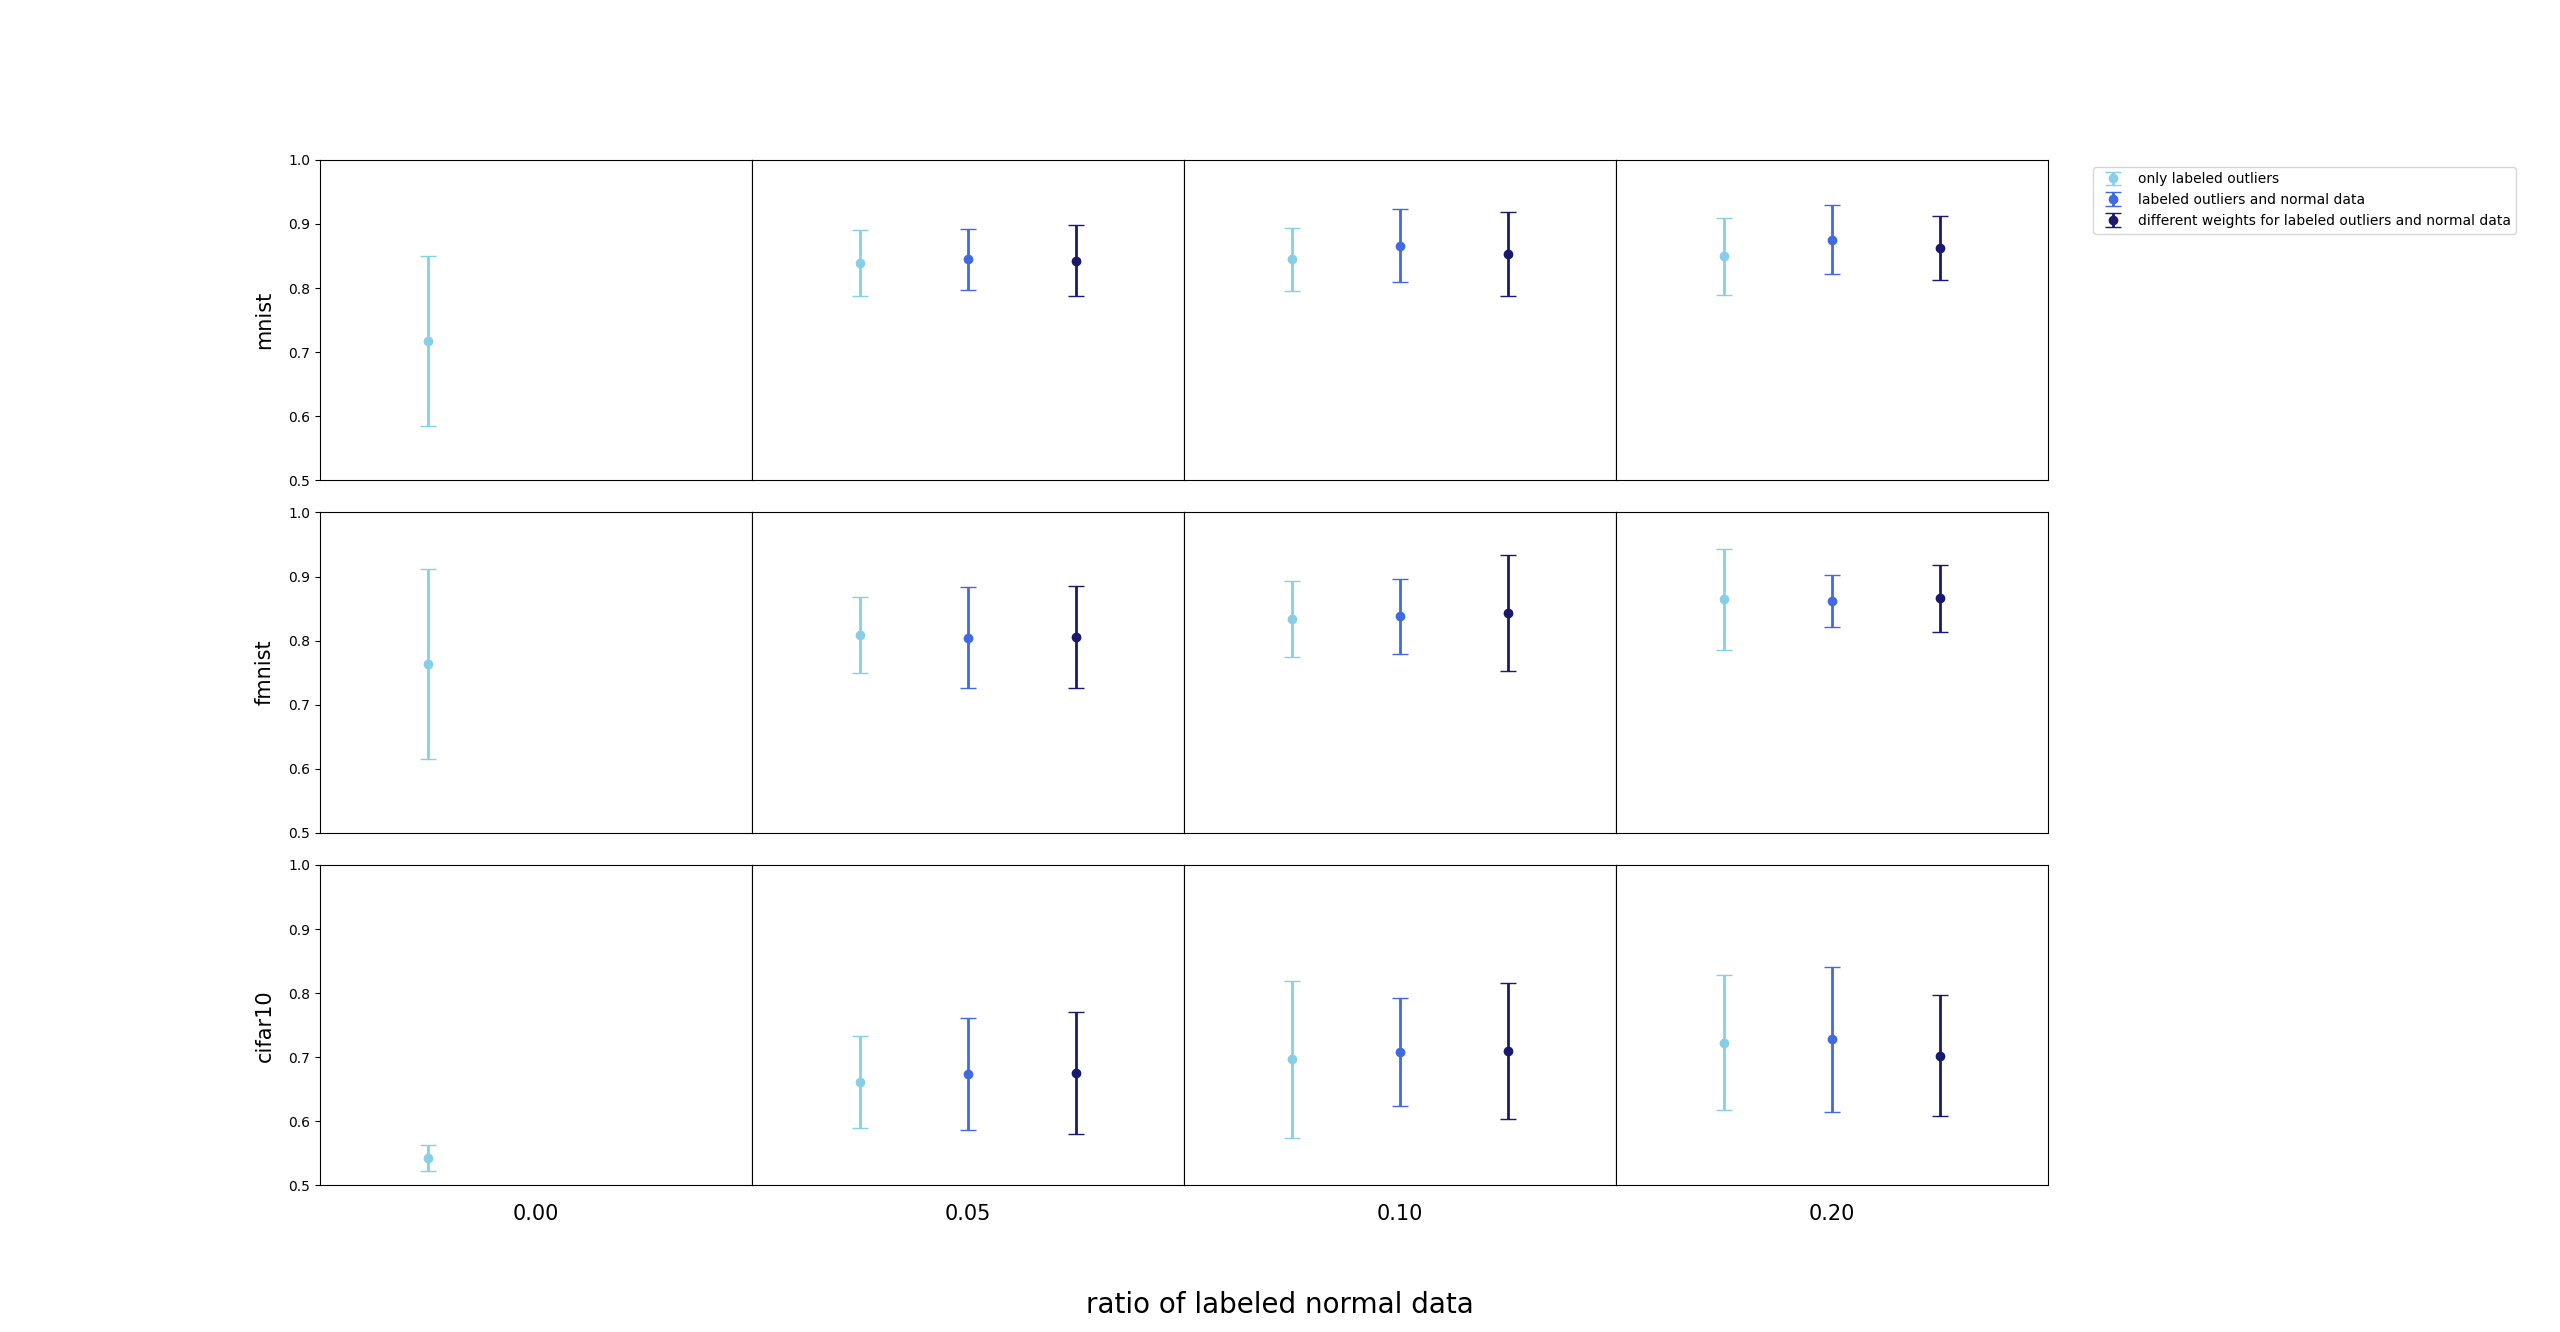 1.0
0.9
0.8
0.7
0.6
0.5
mnist
only labeled outliers
labeled outliers and normal data
different weights for labeled outliers and normal data
1.0
0.9
0.8
0.7
0.6
0.5
fmnist
1.0
0.9
0.8
0.7
0.6
0.5
cifar10
0.00 0.05 0.10 0.20
ratio of labeled normal data